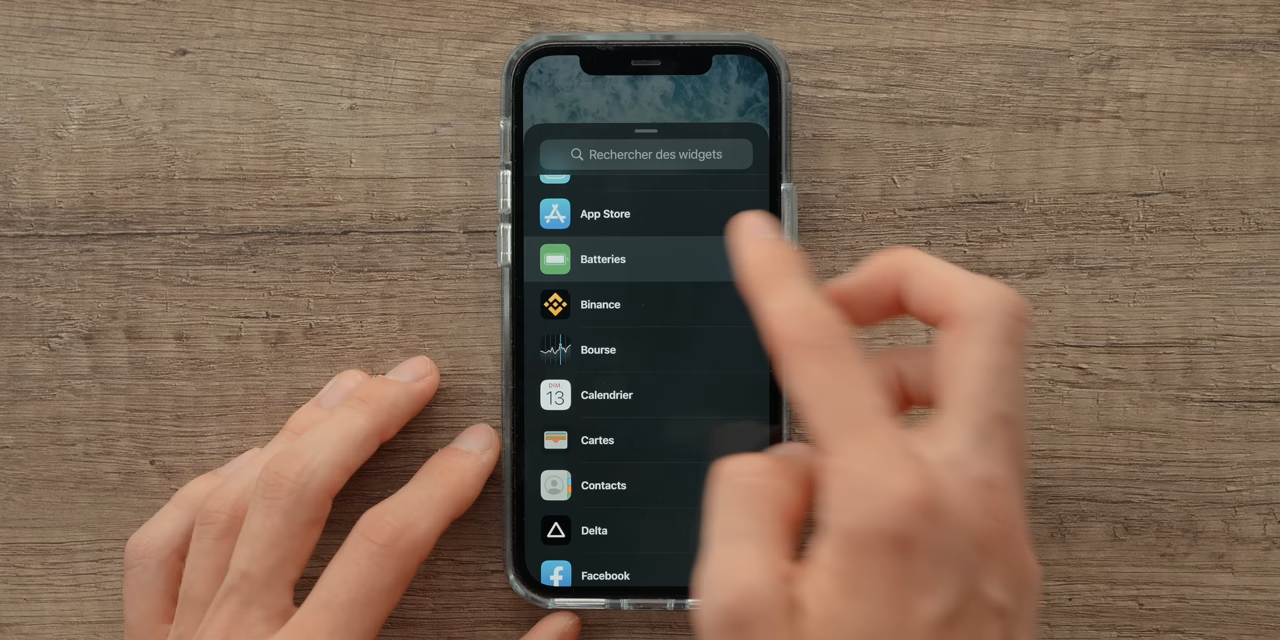 Rechercher des widgets
App Store
Batteries
Binance
Bourse
DIM.
13
Calendrier
Cartes
Contacts
Delta
Facebook